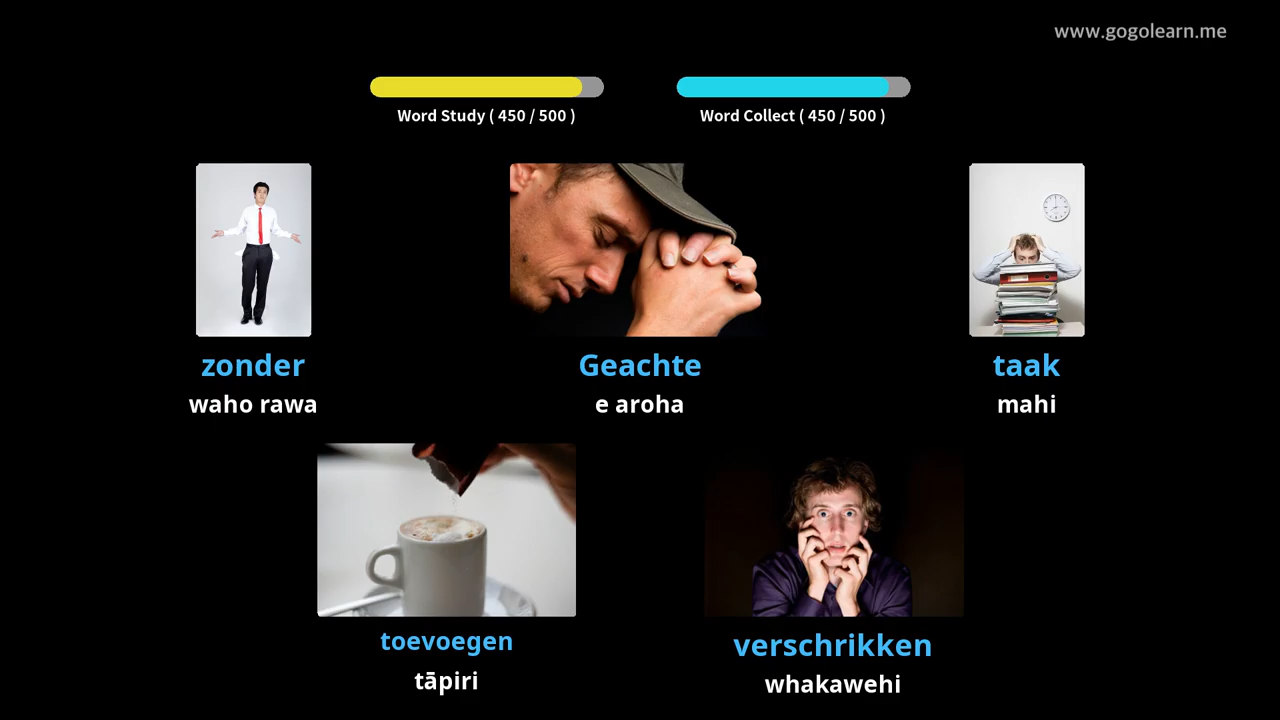 www.gogolearn.me
Word Study ( 450 / 500 )
Word Collect ( 450 / 500 )
zonder
waho rawa
Geachte
e aroha
taak
mahi
toevoegen
tāpiri
verschrikken
whakawehi